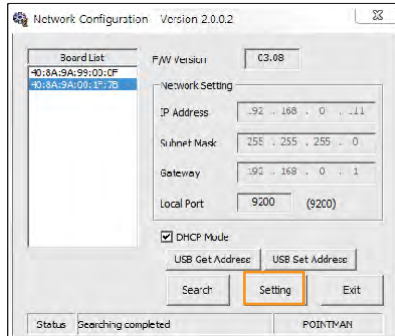 Network Configuration Version 2.0.0.2
Board List
40:8A:9A:99:00:0F
40:8A:9A:00:1F:7B
F/W Version
C3.08
Network Setting
IP Address
192 . 168 . 0 . 11
Subnet Mask
255 . 255 . 255 . 0
Gateway
192 . 168 . 0 . 1
Local Port
9200
(9200)
DHCP Mode
USB Get Address
USB Set Address
Search
Setting
Exit
Status
Searching completed
POINTMAN